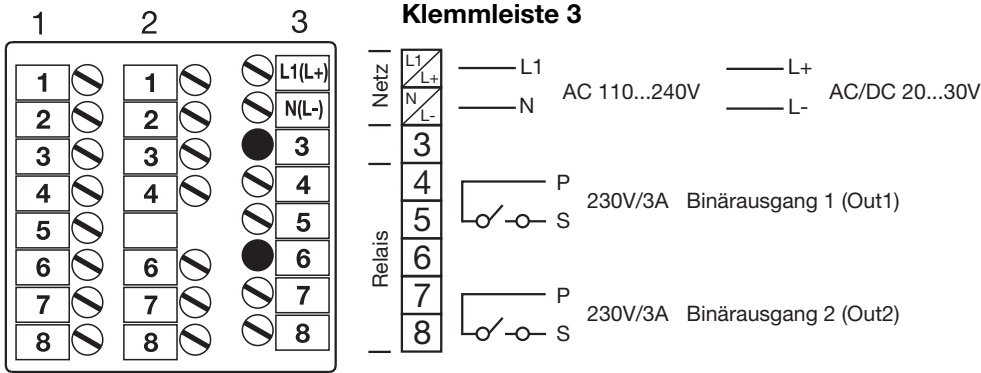 1 2 3
1 1 L1(L+)
2 2 N(L-)
3 3 3
4 4 4
5 5
6 6 6
7 7 7
8 8 8
Klemmleiste 3
Netz
L1/L+ L1 AC 110...240V L+ AC/DC 20...30V
N/L- N L-
3
Relais
4 P
230V/3A Binärausgang 1 (Out1)
5 S
6
7 P
230V/3A Binärausgang 2 (Out2)
8 S